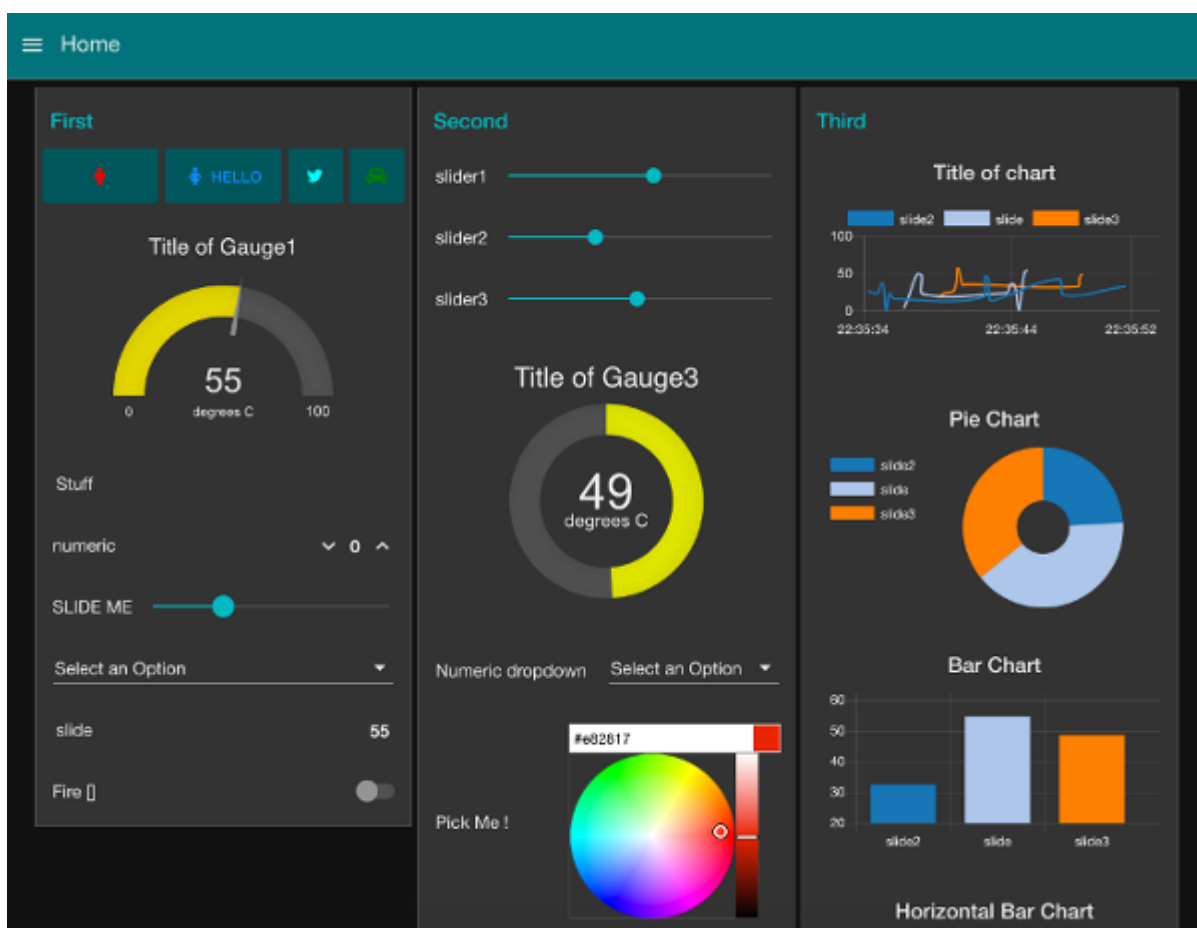 Home
First
HELLO
Title of Gauge1
55
degrees C
0
100
Stuff
numeric
0
SLIDE ME
Select an Option
slide
55
Fire []
Second
slider1
slider2
slider3
Title of Gauge3
49
degrees C
Numeric dropdown
Select an Option
#e82817
Pick Me !
Third
Title of chart
slide2 slide slide3
100
50
0
22:35:34 22:35:44 22:35:52
Pie Chart
slide2
slide
slide3
Bar Chart
60
50
40
30
20
slide2 slide slide3
Horizontal Bar Chart